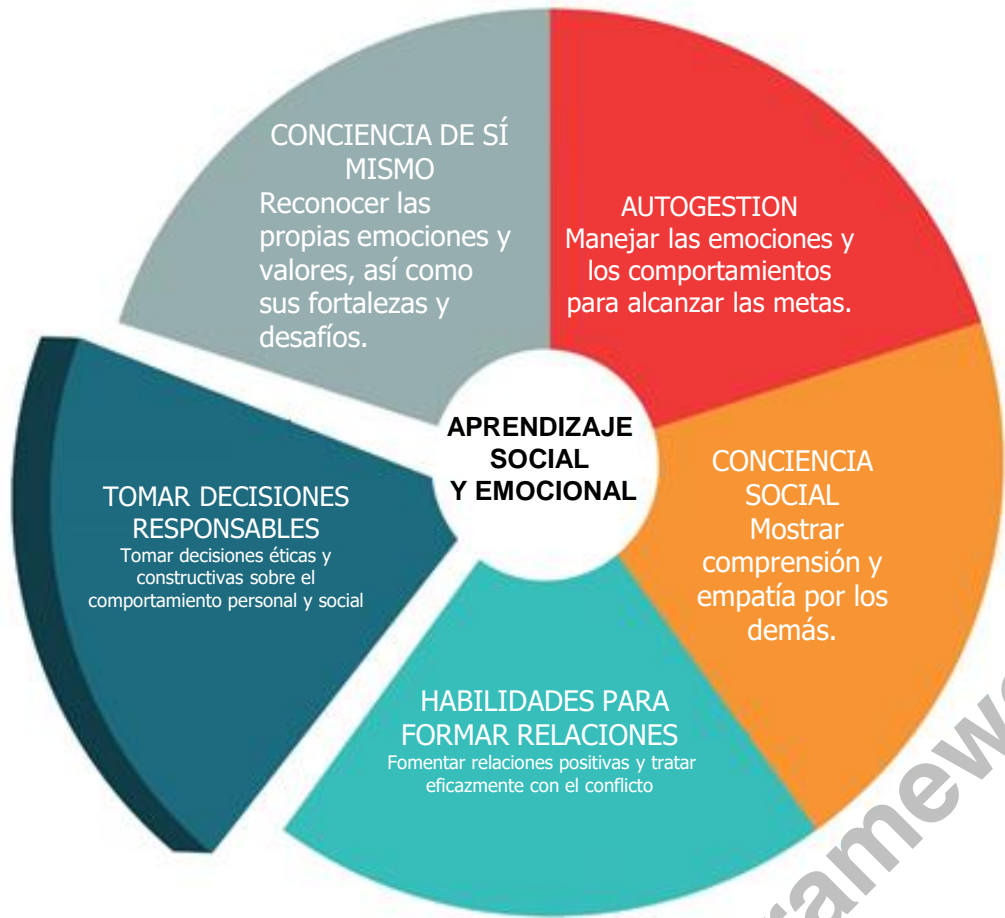 CONCIENCIA DE SÍ
MISMO
Reconocer las
propias emociones y
valores, así como
sus fortalezas y
desafíos.
AUTOGESTION
Manejar las emociones y
los comportamientos
para alcanzar las metas.
APRENDIZAJE
SOCIAL
Y EMOCIONAL
CONCIENCIA
SOCIAL
Mostrar
comprensión y
empatía por los
demás.
TOMAR DECISIONES
RESPONSABLES
Tomar decisiones éticas y
constructivas sobre el
comportamiento personal y social
HABILIDADES PARA
FORMAR RELACIONES
Fomentar relaciones positivas y tratar
eficazmente con el conflicto